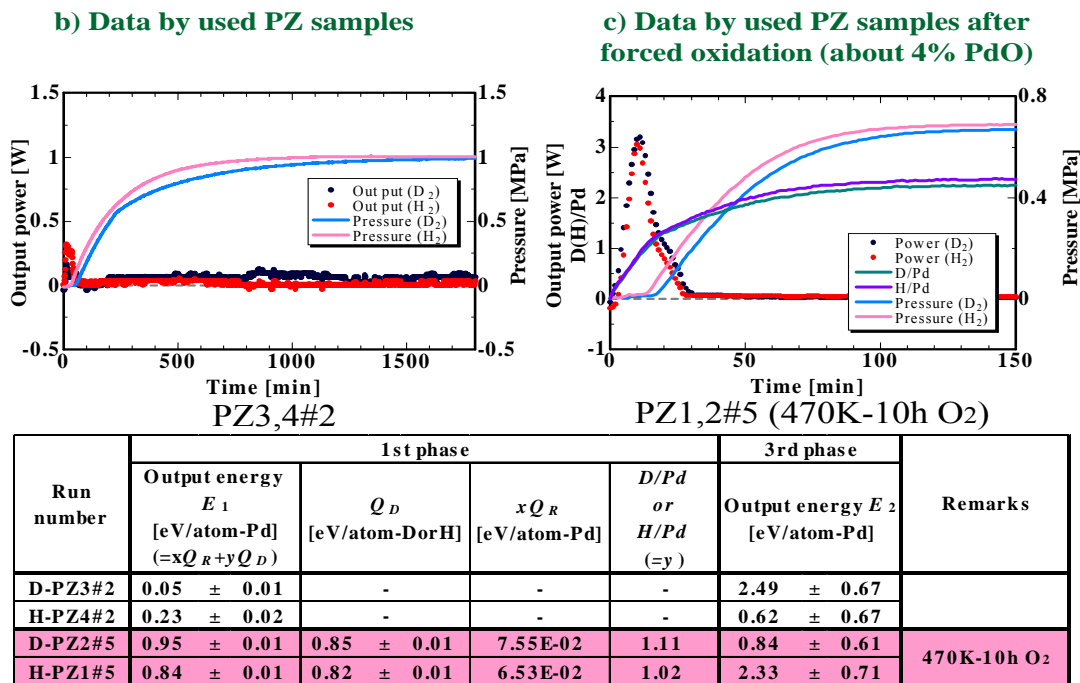 b) Data by used PZ samples
c) Data by used PZ samples after
forced oxidation (about 4% PdO)
1.5
1
0.5
0
-0.5
Output power [W]
1.5
1
0.5
0
-0.5
Pressure [MPa]
Out put (D2)
Out put (H2)
Pressure (D2)
Pressure (H2)
0 500 1000 1500
Time [min]
PZ3,4#2
4
3
2
1
0
-1
Output power [W]
D(H)/Pd
0.8
0.4
0
Pressure [MPa]
Power (D2)
Power (H2)
D/Pd
H/Pd
Pressure (D2)
Pressure (H2)
0 50 100 150
Time [min]
PZ1,2#5 (470K-10h O2)
Run
number
1st phase
3rd phase
Remarks
Output energy
E 1
[eV/atom-Pd]
(=xQ R+yQ D)
Q D
[eV/atom-DorH]
xQ R
[eV/atom-Pd]
D/Pd
or
H/Pd
(=y)
Output energy E 2
[eV/atom-Pd]
D-PZ3#2 0.05 ± 0.01 - - - 2.49 ± 0.67
H-PZ4#2 0.23 ± 0.02 - - - 0.62 ± 0.67
D-PZ2#5 0.95 ± 0.01 0.85 ± 0.01 7.55E-02 1.11 0.84 ± 0.61
H-PZ1#5 0.84 ± 0.01 0.82 ± 0.01 6.53E-02 1.02 2.33 ± 0.71
470K-10h O2